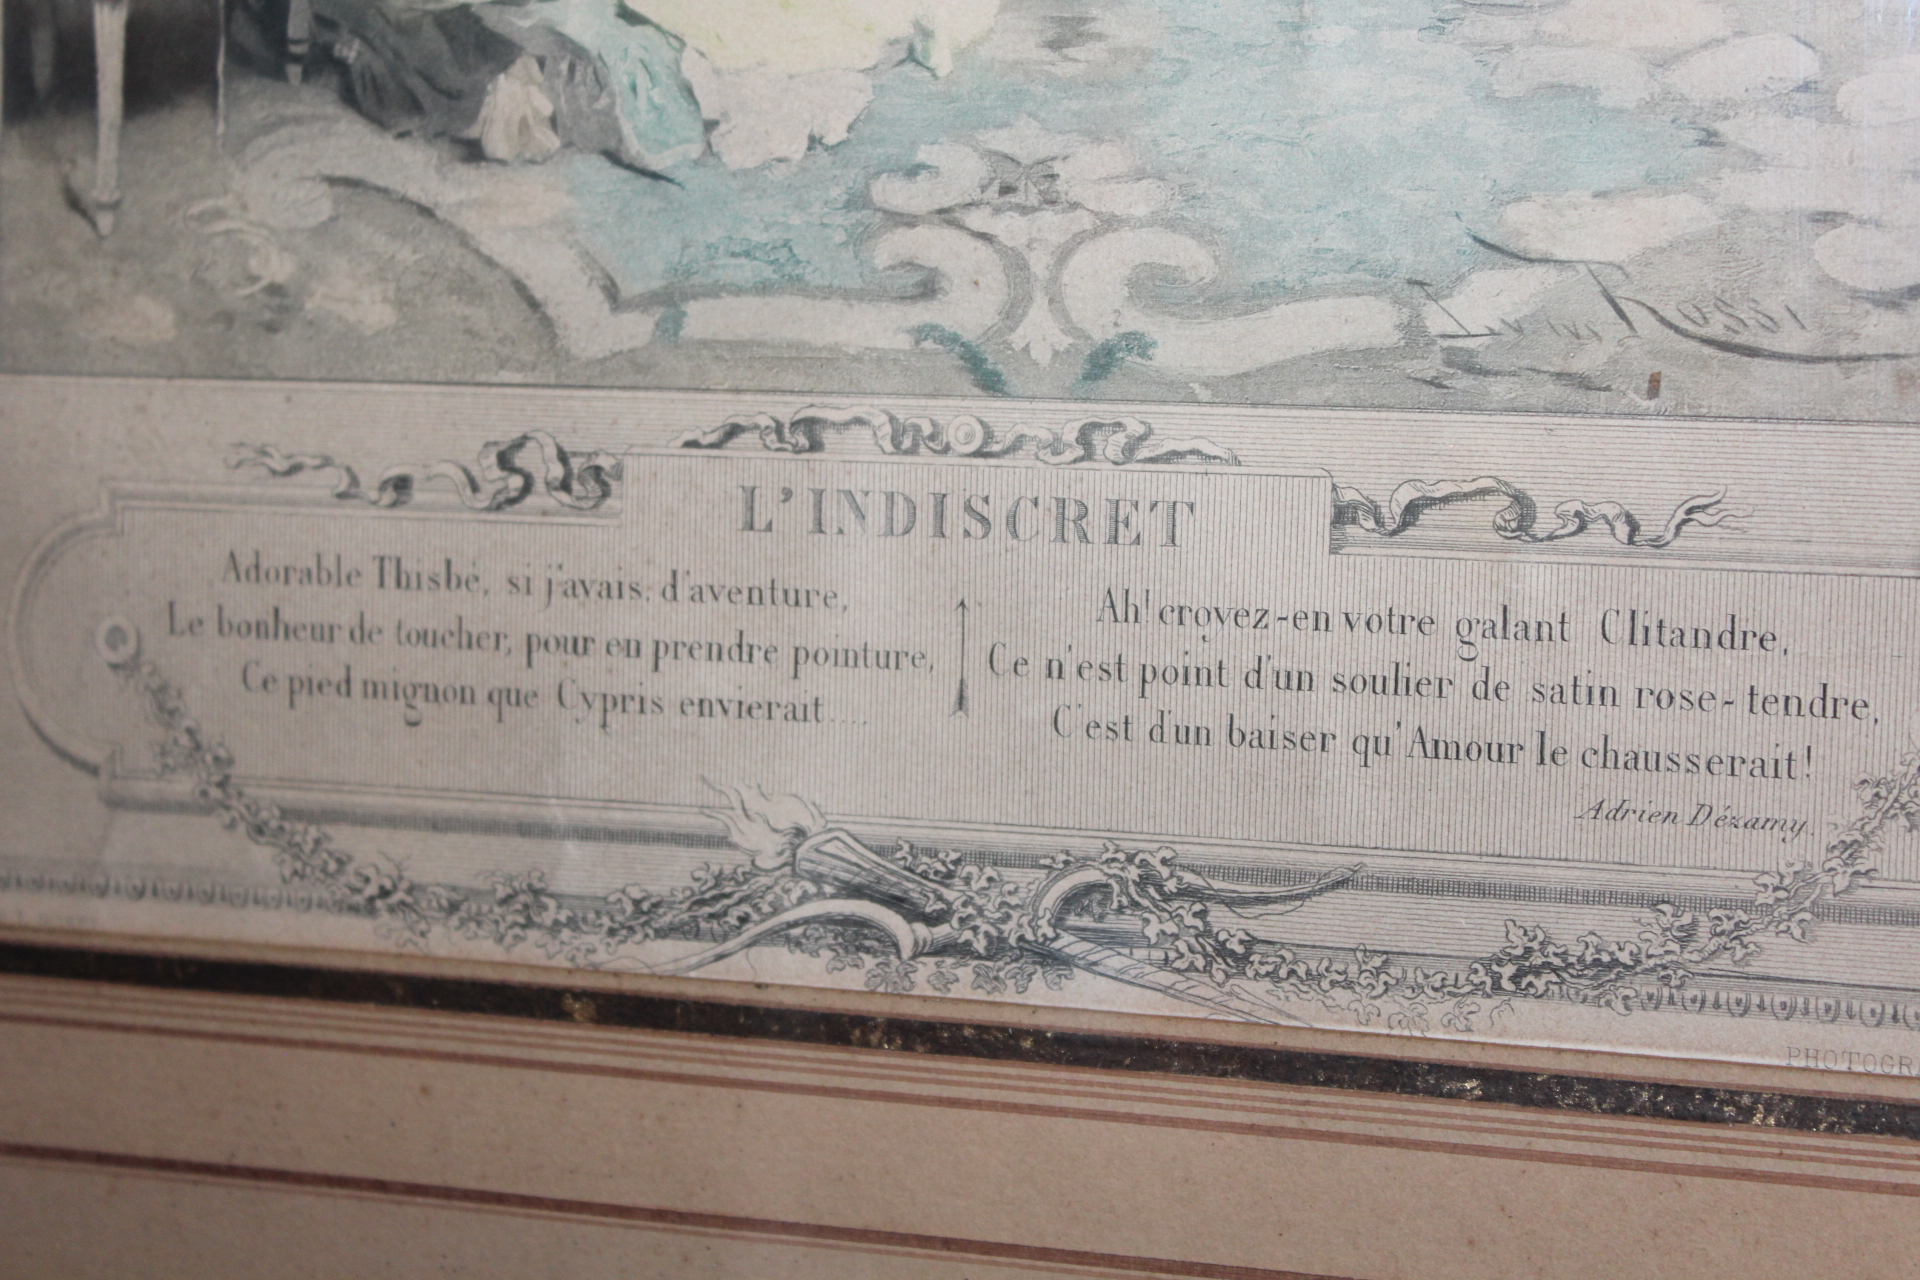 L'INDISCRET
Adorable Thisbé, si j'avais, d'aventure,
Le bonheur de toucher, pour en prendre pointure,
Ce pied mignon que Cypris envierait....
Ah! croyez-en votre galant Clitandre,
Ce n'est point d'un soulier de satin rose-tendre,
C'est d'un baiser qu'Amour le chausserait!
Adrien Dézamy.